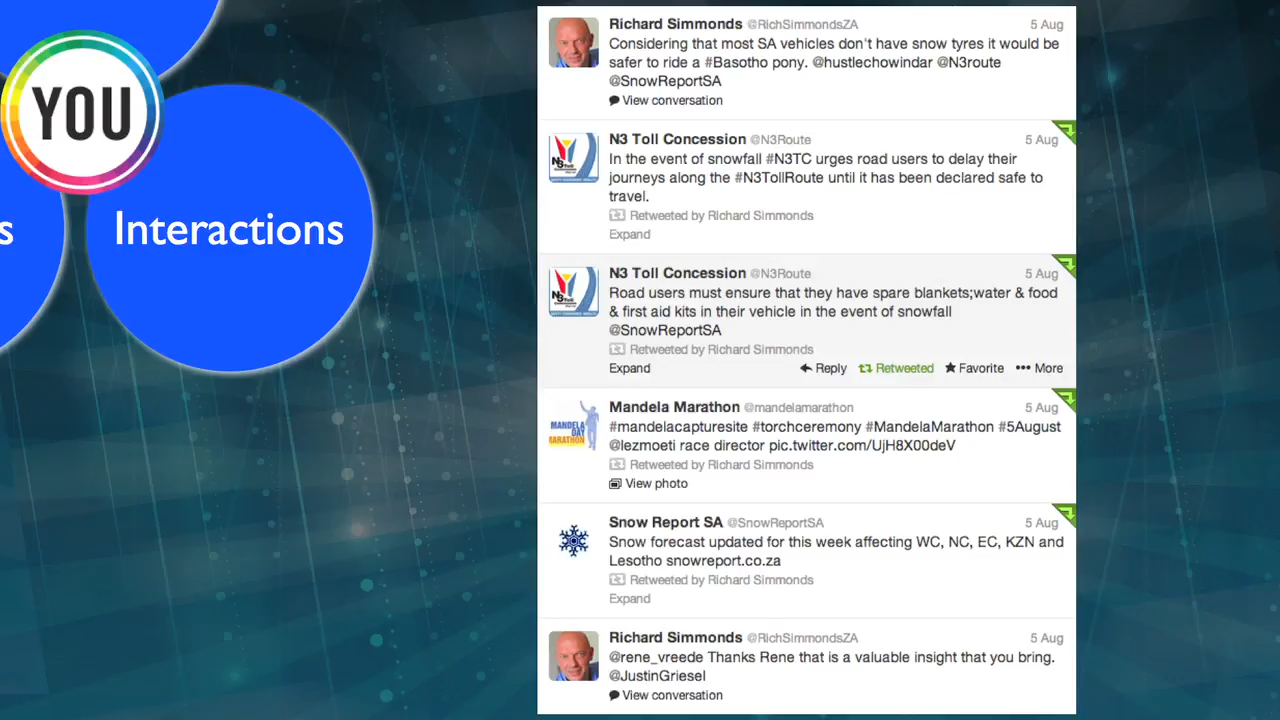 YOU
s
Interactions
Richard Simmonds @RichSimmondsZA 5 Aug
Considering that most SA vehicles don't have snow tyres it would be
safer to ride a #Basotho pony. @hustlechowindar @N3route
@SnowReportSA
View conversation
N3 Toll Concession @N3Route 5 Aug
In the event of snowfall #N3TC urges road users to delay their
journeys along the #N3TollRoute until it has been declared safe to
travel.
Retweeted by Richard Simmonds
Expand
N3 Toll Concession @N3Route 5 Aug
Road users must ensure that they have spare blankets;water & food
& first aid kits in their vehicle in the event of snowfall
@SnowReportSA
Retweeted by Richard Simmonds
Expand Reply Retweeted Favorite More
Mandela Marathon @mandelamarathon 5 Aug
MANDELA
DAY
MARATHON
#mandelacapturesite #torchceremony #MandelaMarathon #5August
@lezmoeti race director pic.twitter.com/UjH8X00deV
Retweeted by Richard Simmonds
View photo
Snow Report SA @SnowReportSA 5 Aug
Snow forecast updated for this week affecting WC, NC, EC, KZN and
Lesotho snowreport.co.za
Retweeted by Richard Simmonds
Expand
Richard Simmonds @RichSimmondsZA 5 Aug
@rene_vreede Thanks Rene that is a valuable insight that you bring.
@JustinGriesel
View conversation